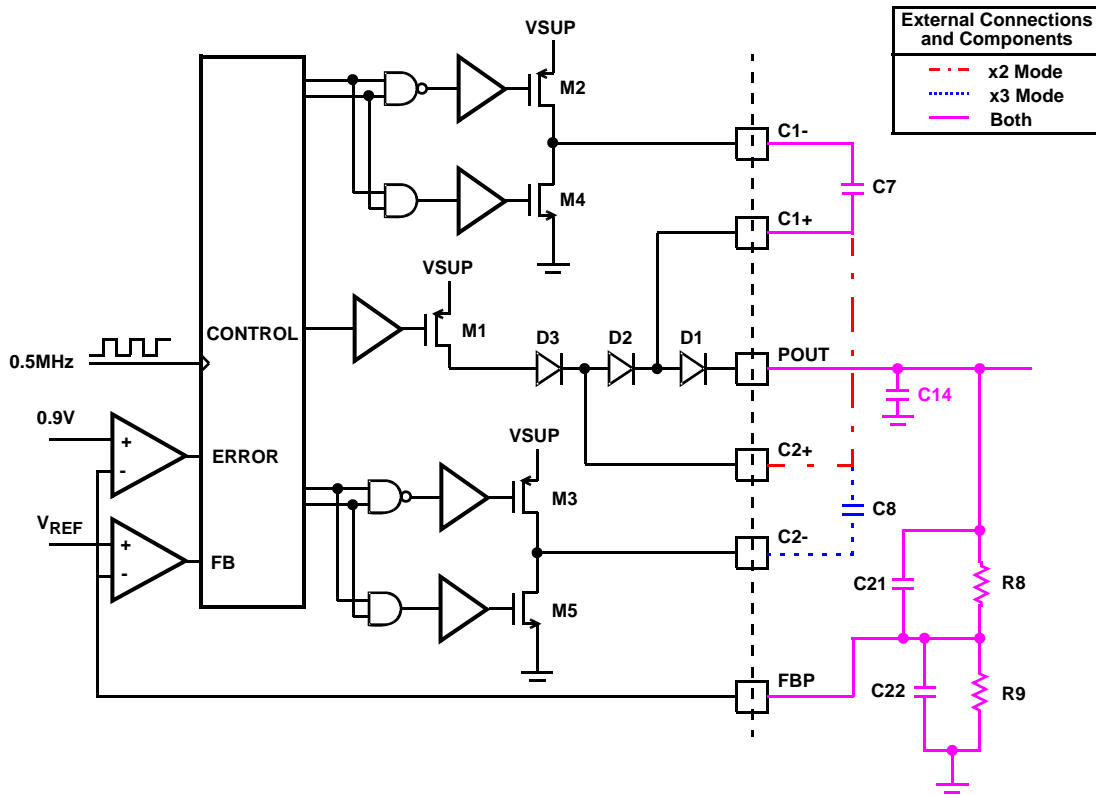 External Connections
and Components
x2 Mode
x3 Mode
Both
VSUP
M2
C1-
C7
M4
C1+
VSUP
CONTROL
M1
D3
D2
D1
POUT
0.5MHz
C14
0.9V
VSUP
C2+
ERROR
M3
C8
VREF
C2-
FB
C21
R8
M5
FBP
C22
R9
+
-
+
-